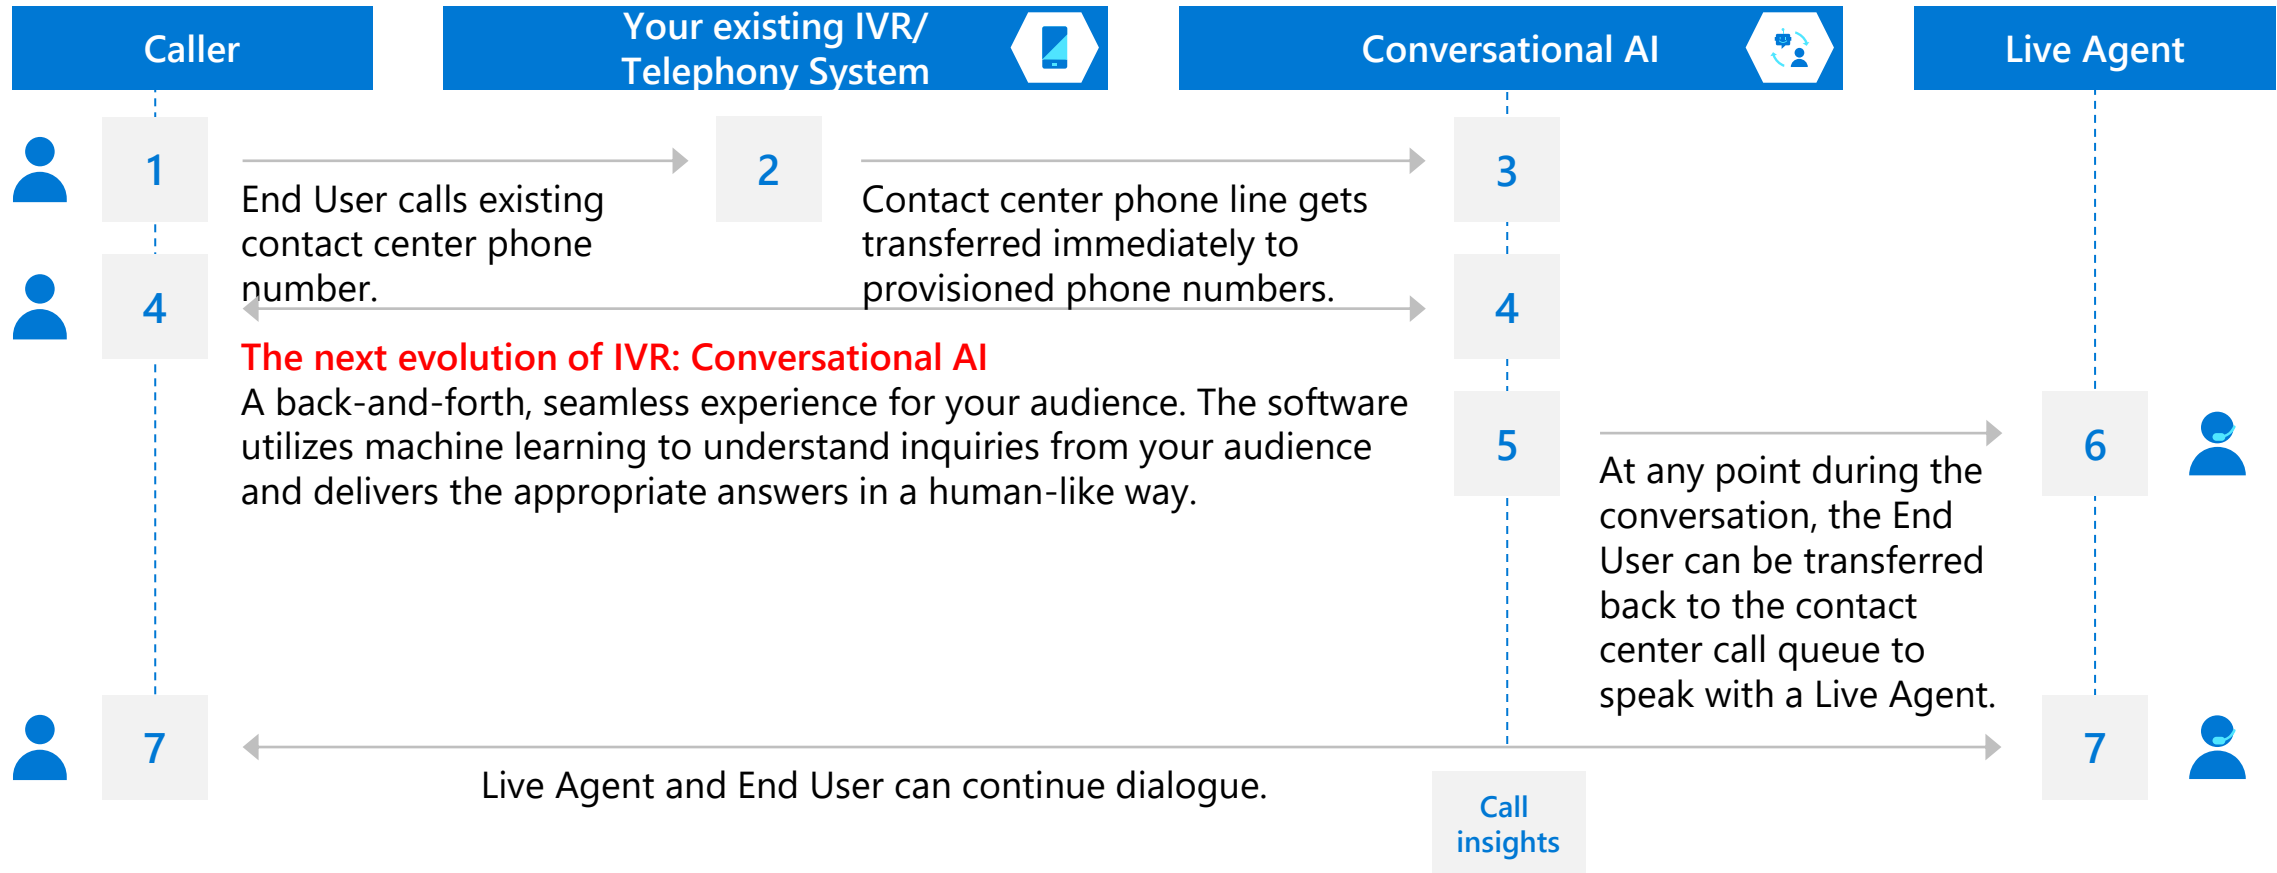 Caller
Your existing IVR/
Telephony System
Conversational AI
Live Agent
1
2
3
End User calls existing
contact center phone
number.
Contact center phone line gets
transferred immediately to
provisioned phone numbers.
4
4
The next evolution of IVR: Conversational AI
A back-and-forth, seamless experience for your audience. The software
utilizes machine learning to understand inquiries from your audience
and delivers the appropriate answers in a human-like way.
5
6
At any point during the
conversation, the End
User can be transferred
back to the contact
center call queue to
speak with a Live Agent.
7
7
Live Agent and End User can continue dialogue.
Call
insights